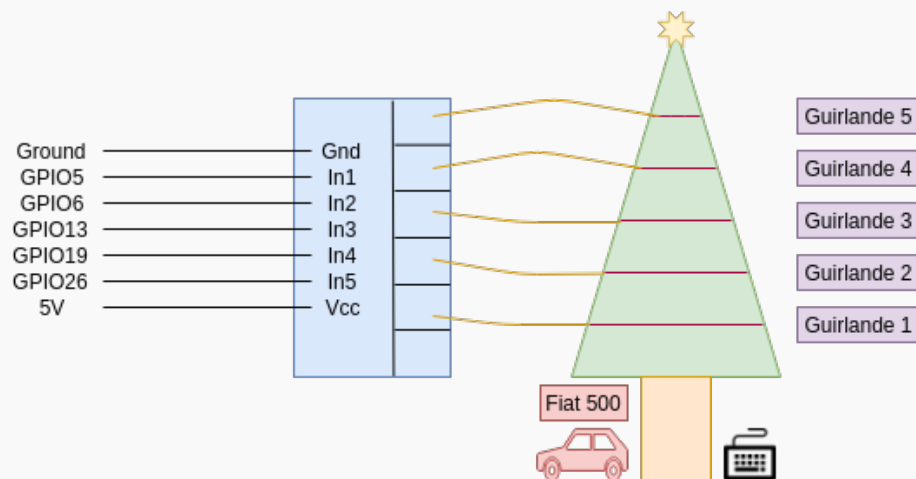 Ground
GPIO5
GPIO6
GPIO13
GPIO19
GPIO26
5V
Gnd
In1
In2
In3
In4
In5
Vcc
Guirlande 5
Guirlande 4
Guirlande 3
Guirlande 2
Guirlande 1
Fiat 500